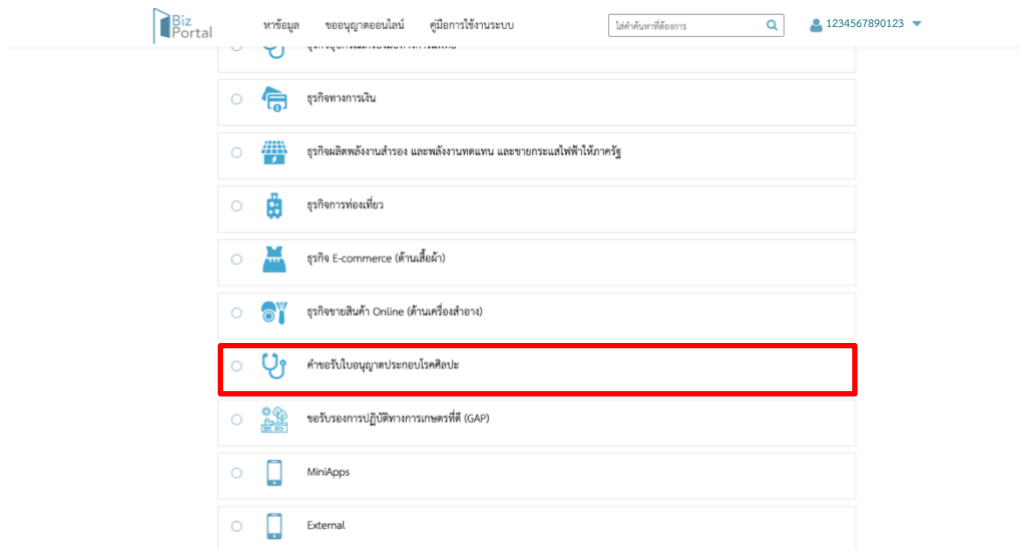 Biz
Portal
หาข้อมูล
ขออนุญาตออนไลน์
คู่มือการใช้งานระบบ
ใส่คำค้นหาที่ต้องการ
1234567890123
ธุรกิจทางการเงิน
ธุรกิจผลิตพลังงานสำรอง และพลังงานทดแทน และขายกระแสไฟฟ้าให้ภาครัฐ
ธุรกิจการท่องเที่ยว
ธุรกิจ E-commerce (ด้านเสื้อผ้า)
ธุรกิจขายสินค้า Online (ด้านเครื่องสำอาง)
คำขอรับใบอนุญาตประกอบโรคศิลปะ
ขอรับรองการปฏิบัติทางการเกษตรที่ดี (GAP)
MiniApps
External